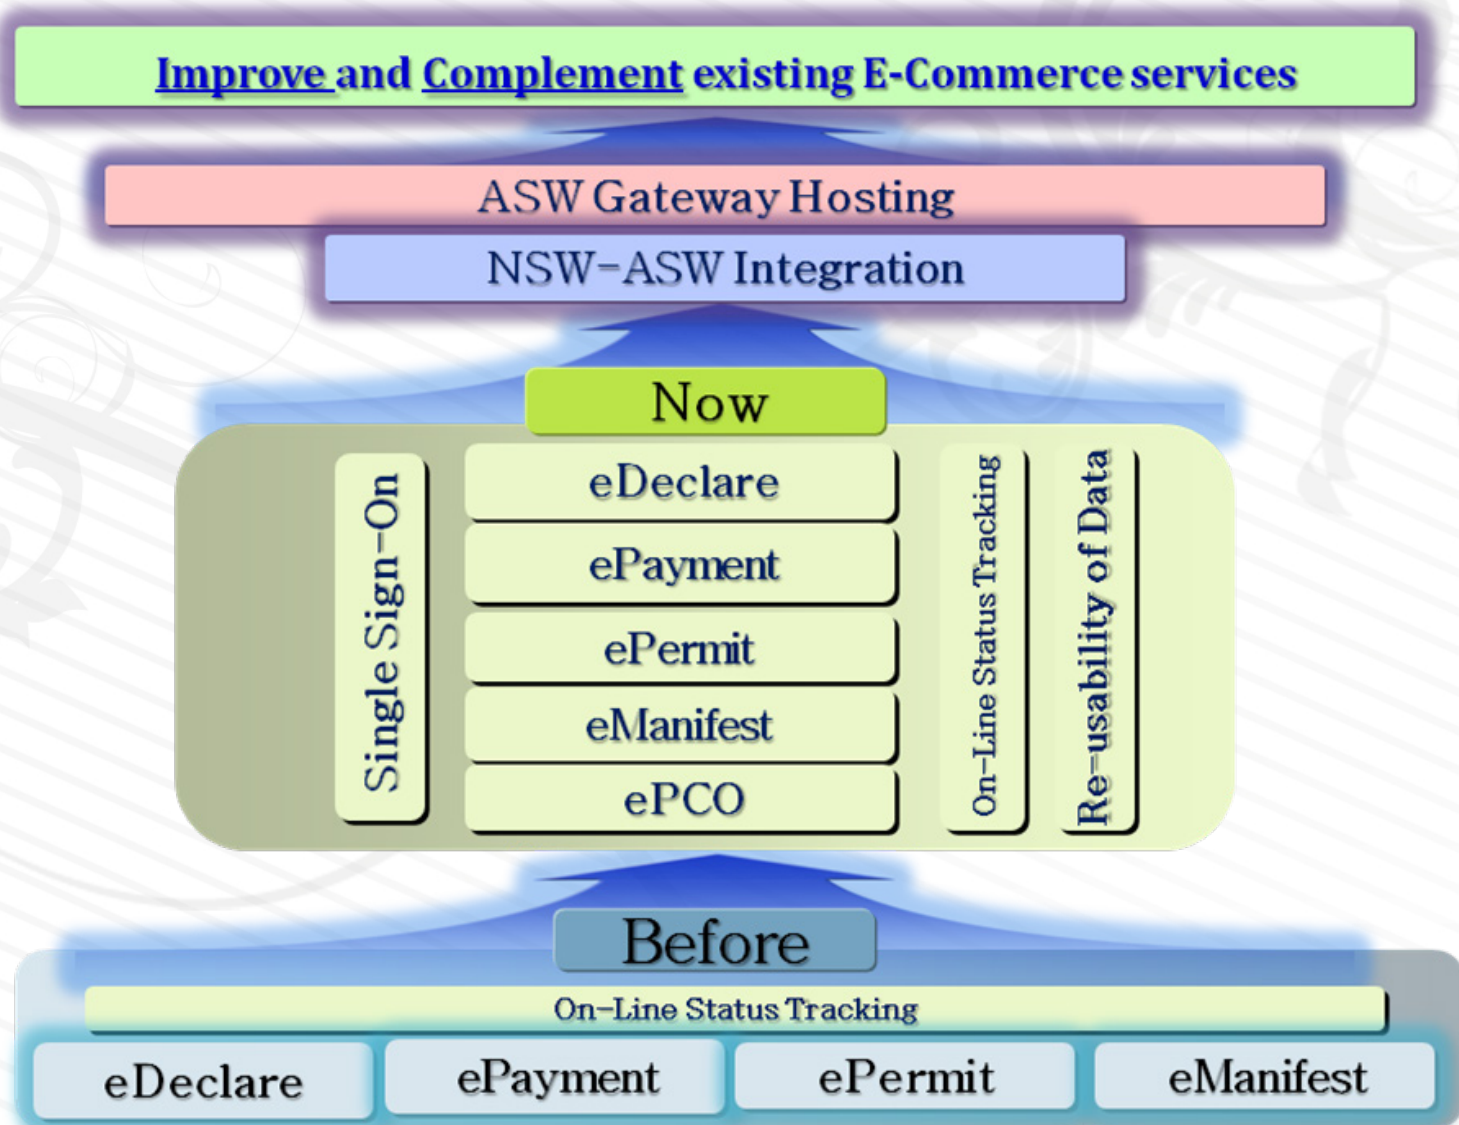 Improve and Complement existing E-Commerce services
ASW Gateway Hosting
NSW-ASW Integration
Now
Single Sign-On
eDeclare
ePayment
ePermit
eManifest
ePCO
On-Line Status Tracking
Re-usability of Data
Before
On-Line Status Tracking
eDeclare
ePayment
ePermit
eManifest